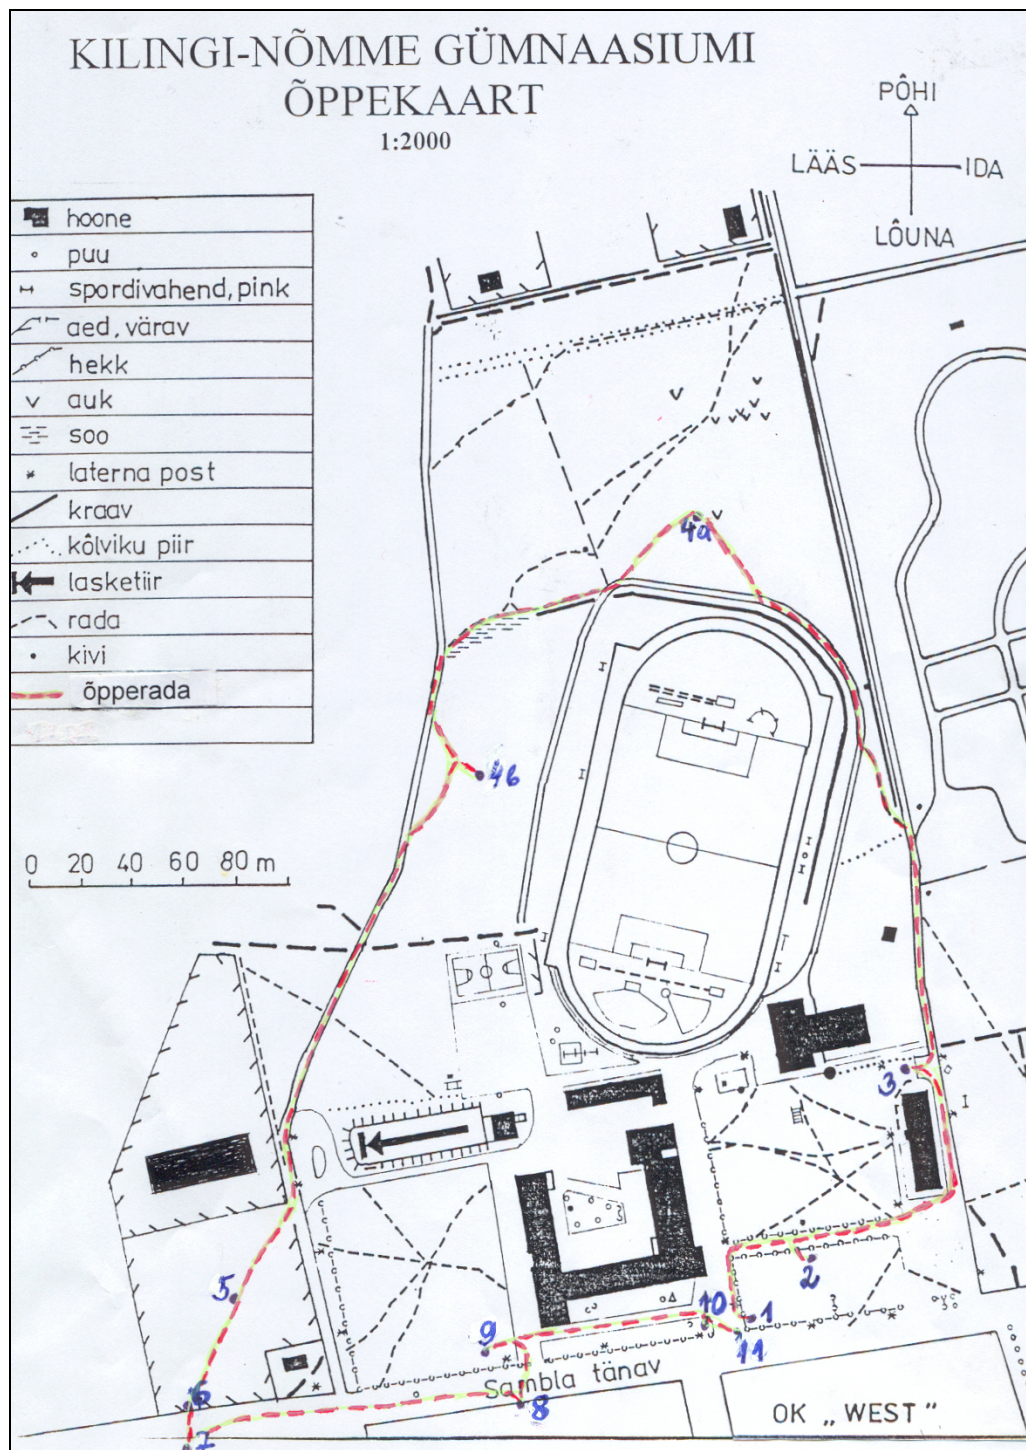 KILINGI-NÕMME GÜMNAASIUMI
ÕPPEKAART
1:2000
PÕHI
LÄÄS
IDA
LÕUNA
hoone
puu
spordivahend, pink
aed, värav
hekk
auk
soo
laterna post
kraav
kõlviku piir
lasketiir
rada
kivi
õpperada
4a
4b
0 20 40 60 80 m
3
2
5
1
10
11
9
6
Sambla tänav
8
7
OK „WEST"